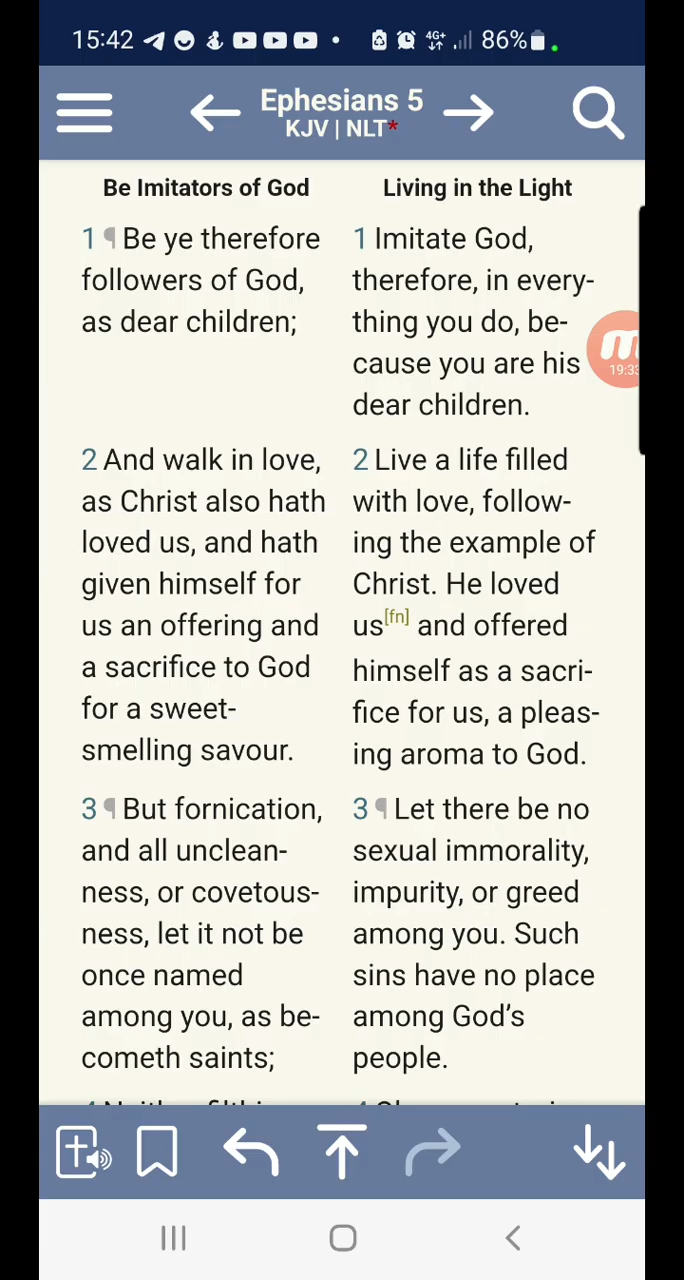 15:42 4G+ 86%
Ephesians 5
KJV | NLT*
Be Imitators of God
1 ¶ Be ye therefore
followers of God,
as dear children;
2 And walk in love,
as Christ also hath
loved us, and hath
given himself for
us an offering and
a sacrifice to God
for a sweet-
smelling savour.
3 ¶ But fornication,
and all unclean-
ness, or covetous-
ness, let it not be
once named
among you, as be-
cometh saints;
Living in the Light
1 Imitate God,
therefore, in every-
thing you do, be-
cause you are his
dear children.
2 Live a life filled
with love, follow-
ing the example of
Christ. He loved
us[fn] and offered
himself as a sacri-
fice for us, a pleas-
ing aroma to God.
3 ¶ Let there be no
sexual immorality,
impurity, or greed
among you. Such
sins have no place
among God's
people.
19:33